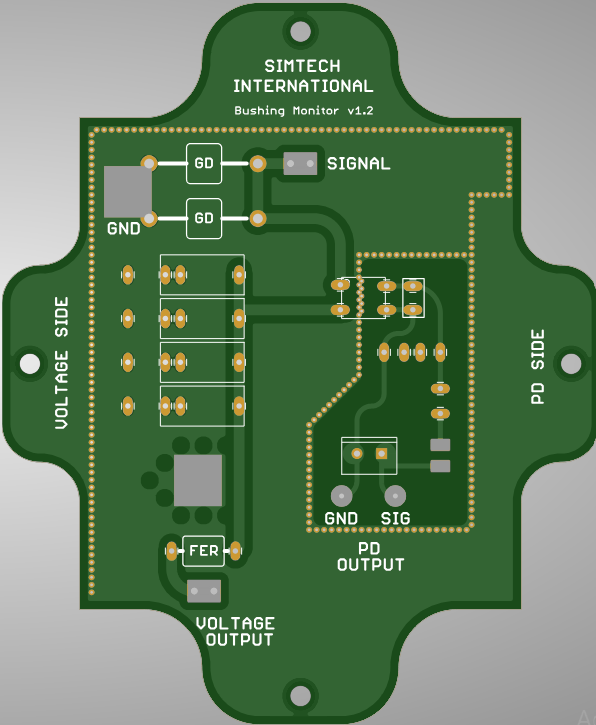 SIMTECH
INTERNATIONAL
Bushing Monitor v1.2
GD
SIGNAL
GD
GND
VOLTAGE SIDE
PD SIDE
GND SIG
FER
PD
OUTPUT
VOLTAGE
OUTPUT